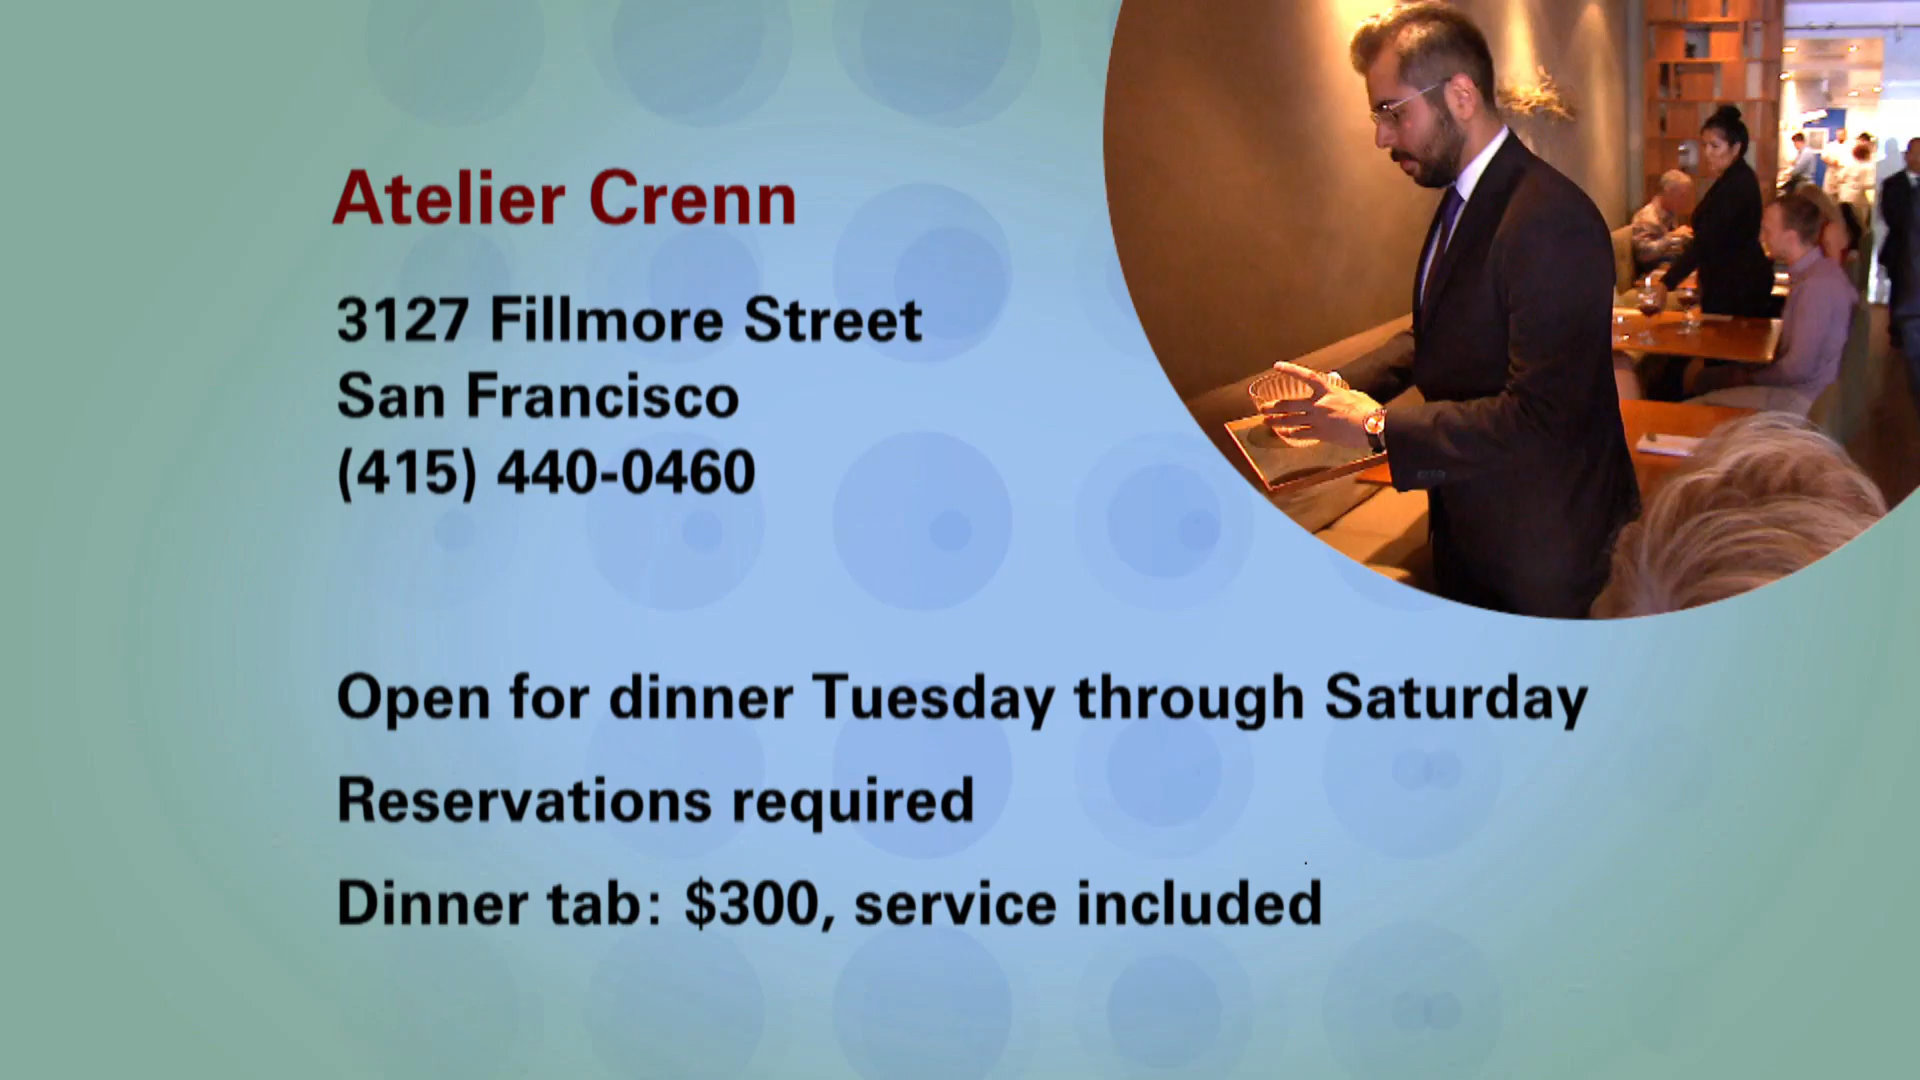 Atelier Crenn
3127 Fillmore Street
San Francisco
(415) 440-0460
Open for dinner Tuesday through Saturday
Reservations required
Dinner tab: $300, service included